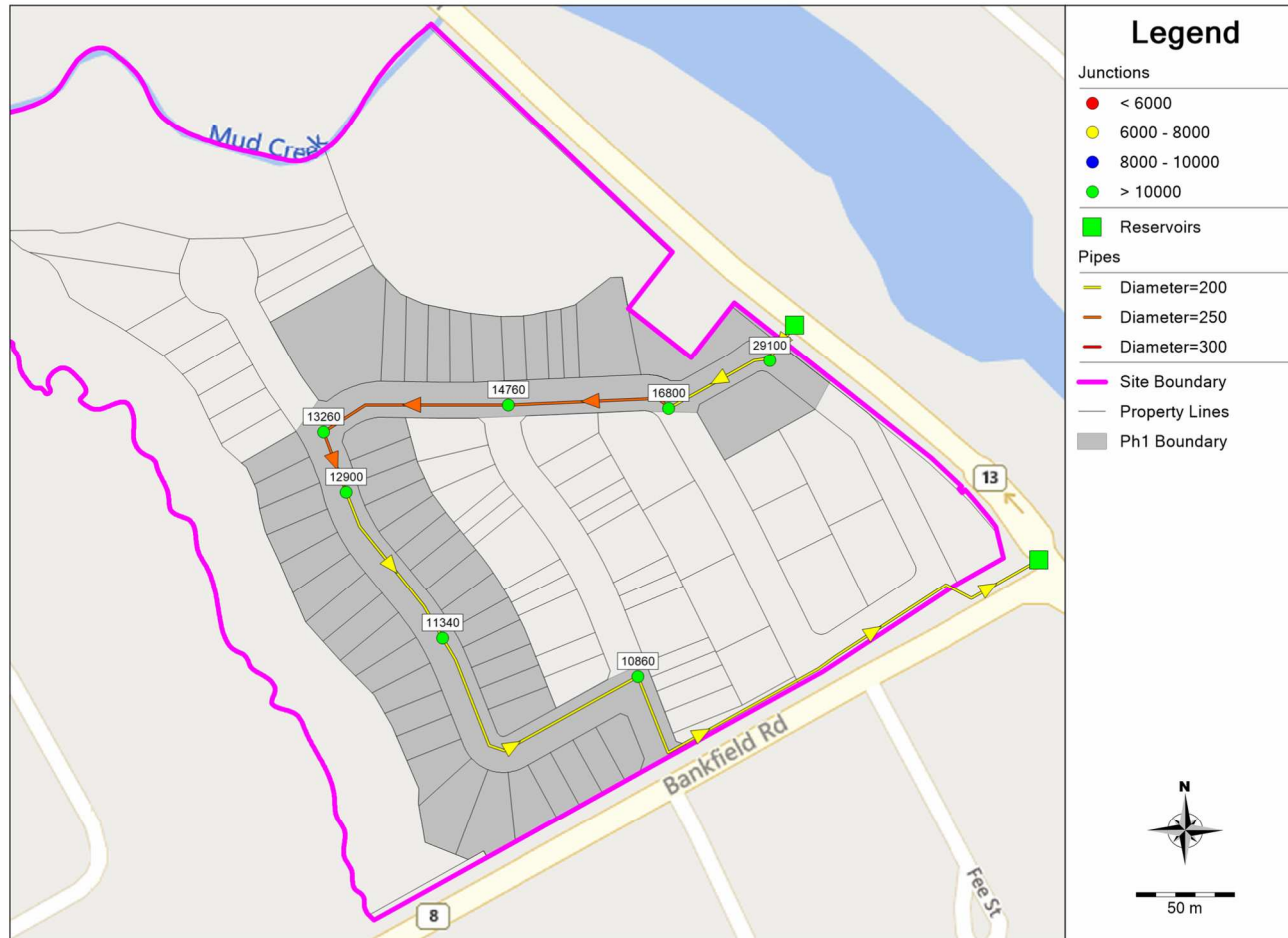 Mud Creek
29100
16800
14760
13260
12900
11340
10860
13
Bankfield Rd
8
Fee St
Legend
Junctions
< 6000
6000 - 8000
8000 - 10000
> 10000
Reservoirs
Pipes
Diameter=200
Diameter=250
Diameter=300
Site Boundary
Property Lines
Ph1 Boundary
N
50 m